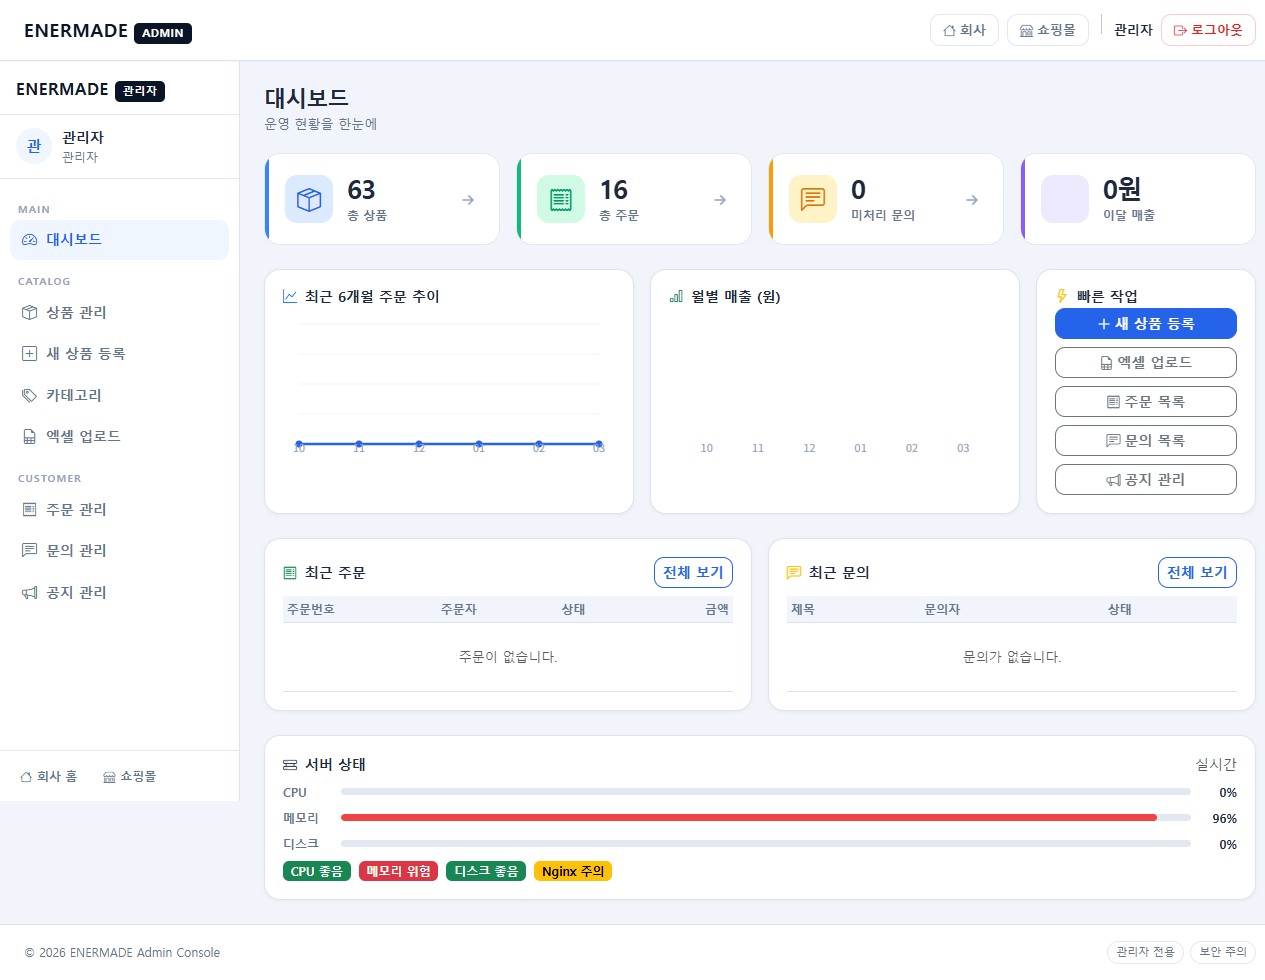 ENERMADE ADMIN
회사
쇼핑몰
관리자
로그아웃
ENERMADE 관리자
관
관리자
관리자
MAIN
대시보드
CATALOG
상품 관리
새 상품 등록
카테고리
엑셀 업로드
CUSTOMER
주문 관리
문의 관리
공지 관리
회사 홈
쇼핑몰
대시보드
운영 현황을 한눈에
63
총 상품
16
총 주문
0
미처리 문의
0원
이달 매출
최근 6개월 주문 추이
10 11 12 01 02 03
월별 매출 (원)
10 11 12 01 02 03
빠른 작업
새 상품 등록
엑셀 업로드
주문 목록
문의 목록
공지 관리
최근 주문
전체 보기
주문번호 주문자 상태 금액
주문이 없습니다.
최근 문의
전체 보기
제목 문의자 상태
문의가 없습니다.
서버 상태
실시간
CPU 0%
메모리 96%
디스크 0%
CPU 좋음 메모리 위험 디스크 좋음 Nginx 주의
© 2026 ENERMADE Admin Console
관리자 전용
보안 주의